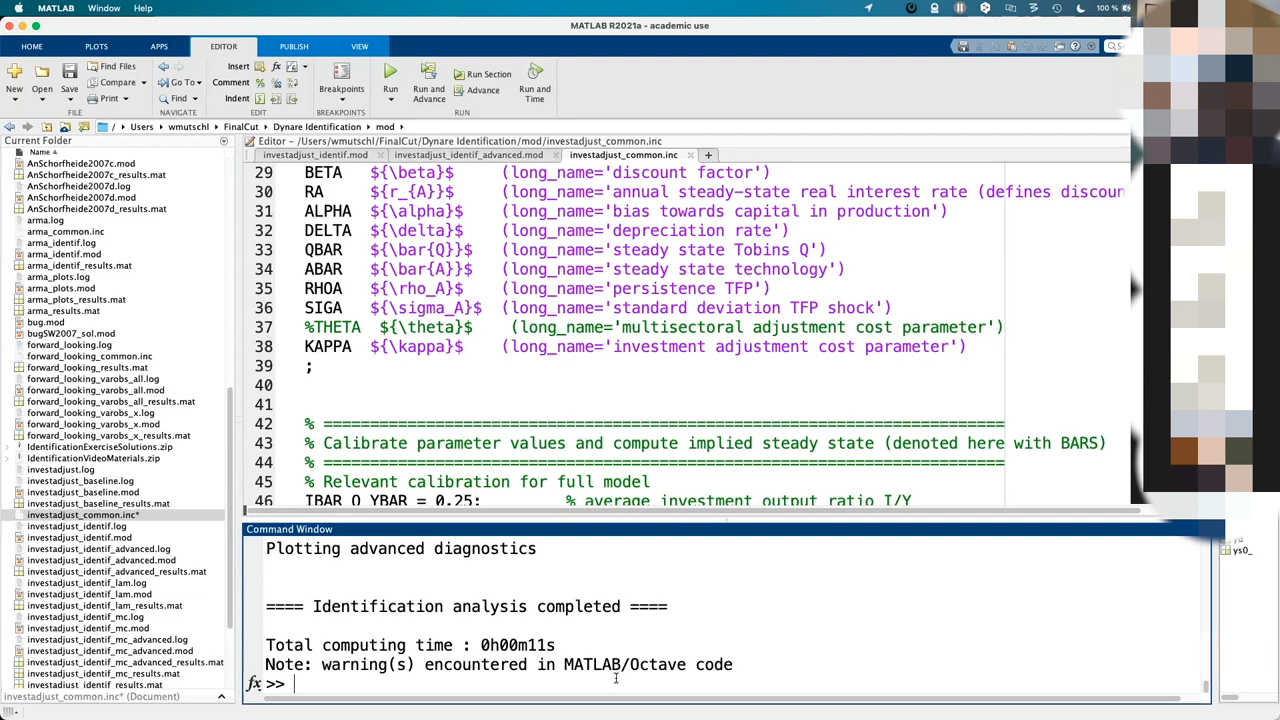 MATLAB Window Help
100 %
MATLAB R2021a - academic use
HOME PLOTS APPS EDITOR PUBLISH VIEW
New Open Save Find Files Compare Print
Go To Find
Insert fx
Comment
Indent
Breakpoints Run Run and Advance Run Section Advance Run and Time
FILE NAVIGATE EDIT BREAKPOINTS RUN
/ Users wmutschl FinalCut Dynare Identification mod
Current Folder
Name
AnSchorfheide2007c.mod
AnSchorfheide2007c_results.mat
AnSchorfheide2007d.log
AnSchorfheide2007d.mod
AnSchorfheide2007d_results.mat
arma.log
arma_common.inc
arma_identif.log
arma_identif.mod
arma_identif_results.mat
arma_plots.log
arma_plots.mod
arma_plots_results.mat
arma_results.mat
bug.mod
bugSW2007_sol.mod
forward_looking.log
forward_looking_common.inc
forward_looking_results.mat
forward_looking_varobs_all.log
forward_looking_varobs_all.mod
forward_looking_varobs_all_results.mat
forward_looking_varobs_x.log
forward_looking_varobs_x.mod
forward_looking_varobs_x_results.mat
IdentificationExerciseSolutions.zip
IdentificationVideoMaterials.zip
investadjust.log
investadjust_baseline.log
investadjust_baseline.mod
investadjust_baseline_results.mat
investadjust_common.inc*
investadjust_identif.log
investadjust_identif.mod
investadjust_identif_advanced.log
investadjust_identif_advanced.mod
investadjust_identif_advanced_results.mat
investadjust_identif_lam.log
investadjust_identif_lam.mod
investadjust_identif_lam_results.mat
investadjust_identif_mc.log
investadjust_identif_mc.mod
investadjust_identif_mc_advanced.log
investadjust_identif_mc_advanced.mod
investadjust_identif_mc_advanced_results.mat
investadjust_identif_mc_results.mat
investadjust_identif_results.mat
investadjust_common.inc* (Document)
Editor - /Users/wmutschl/FinalCut/Dynare Identification/mod/investadjust_common.inc
investadjust_identif.mod investadjust_identif_advanced.mod investadjust_common.inc
29 BETA ${\beta}$ (long_name='discount factor')
30 RA ${r_{A}}$ (long_name='annual steady-state real interest rate (defines discoun
31 ALPHA ${\alpha}$ (long_name='bias towards capital in production')
32 DELTA ${\delta}$ (long_name='depreciation rate')
33 QBAR ${\bar{Q}}$ (long_name='steady state Tobins Q')
34 ABAR ${\bar{A}}$ (long_name='steady state technology')
35 RHOA ${\rho_A}$ (long_name='persistence TFP')
36 SIGA ${\sigma_A}$ (long_name='standard deviation TFP shock')
37 %THETA ${\theta}$ (long_name='multisectoral adjustment cost parameter')
38 KAPPA ${\kappa}$ (long_name='investment adjustment cost parameter')
39 ;
40
41
42 % =========================================================================
43 % Calibrate parameter values and compute implied steady state (denoted here with BARS)
44 % =========================================================================
45 % Relevant calibration for full model
46 IBAR_O_YBAR = 0.25; % average investment output ratio I/Y
Command Window
Plotting advanced diagnostics
==== Identification analysis completed ====
Total computing time : 0h00m11s
Note: warning(s) encountered in MATLAB/Octave code
fx >>
yd
ys0_